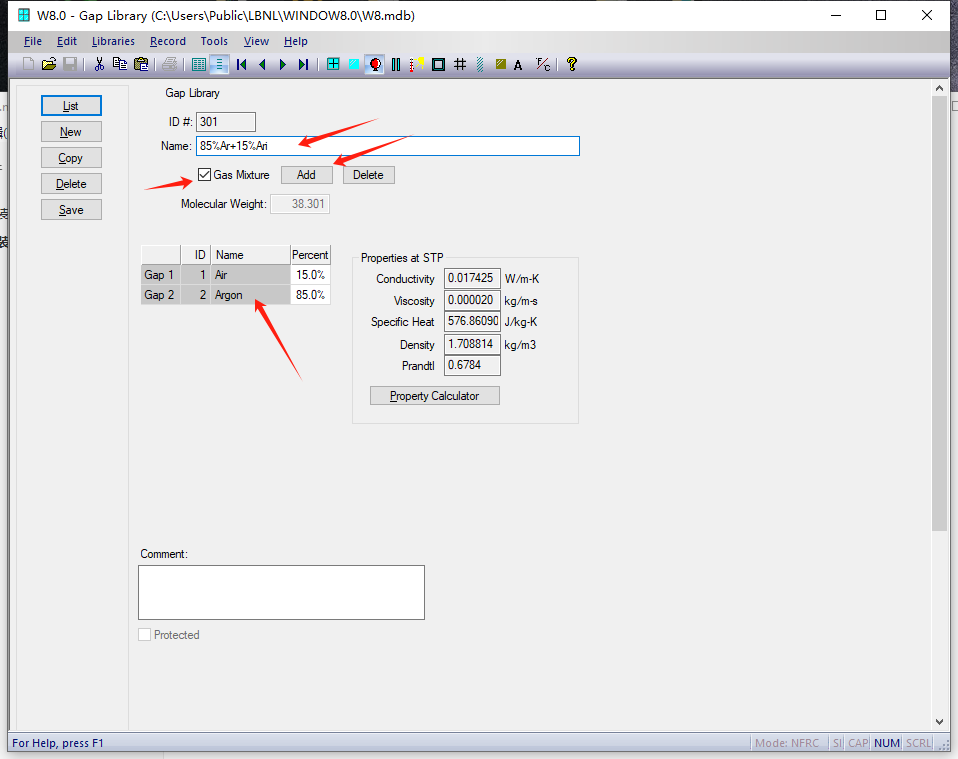 W8.0 - Gap Library (C:\Users\Public\LBNL\WINDOW8.0\W8.mdb)
File Edit Libraries Record Tools View Help
A °F/°C ?
List
New
Copy
Delete
Save
Gap Library
ID #: 301
Name: 85%Ar+15%Ari
Gas Mixture Add Delete
Molecular Weight: 38.301
ID Name Percent
Gap 1 1 Air 15.0%
Gap 2 2 Argon 85.0%
Properties at STP
Conductivity 0.017425 W/m-K
Viscosity 0.000020 kg/m-s
Specific Heat 576.86090 J/kg-K
Density 1.708814 kg/m3
Prandtl 0.6784
Property Calculator
Comment:
Protected
For Help, press F1
Mode: NFRC SI CAP NUM SCRL